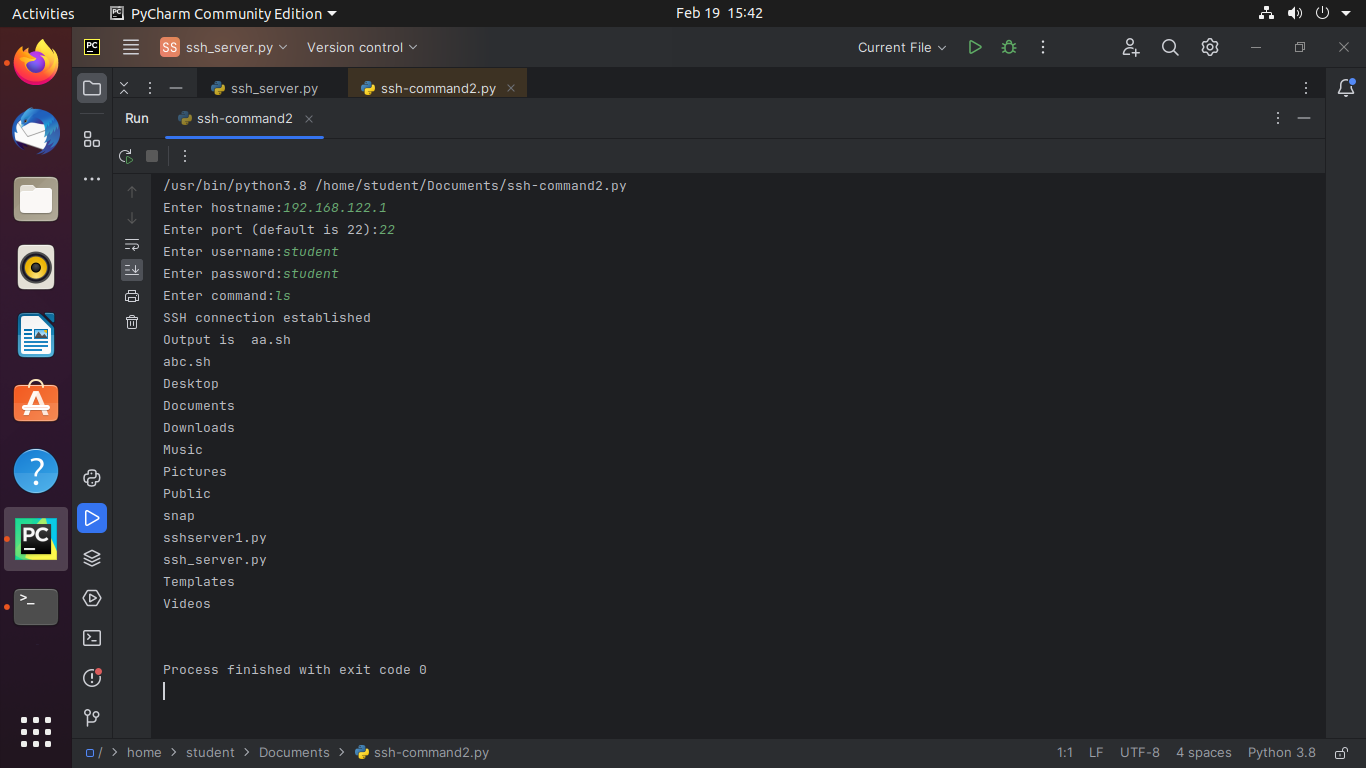 Activities PyCharm Community Edition Feb 19 15:42
PC SS ssh_server.py Version control Current File
ssh_server.py ssh-command2.py
Run ssh-command2
/usr/bin/python3.8 /home/student/Documents/ssh-command2.py
Enter hostname:192.168.122.1
Enter port (default is 22):22
Enter username:student
Enter password:student
Enter command:ls
SSH connection established
Output is  aa.sh
abc.sh
Desktop
Documents
Downloads
Music
Pictures
Public
snap
sshserver1.py
ssh_server.py
Templates
Videos
Process finished with exit code 0
PC
/ home student Documents ssh-command2.py 1:1 LF UTF-8 4 spaces Python 3.8